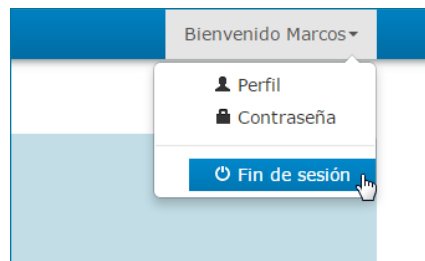 Bienvenido Marcos
Perfil
Contraseña
Fin de sesión